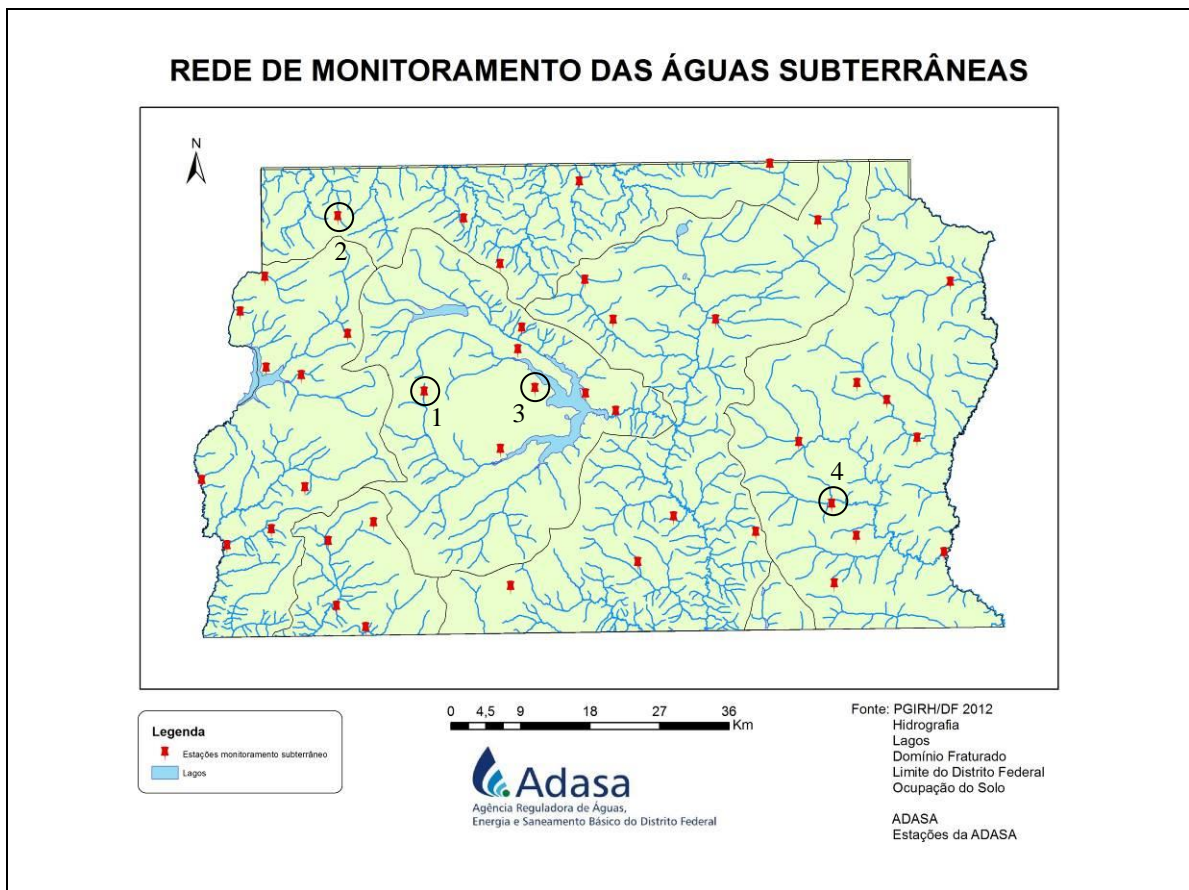 REDE DE MONITORAMENTO DAS ÁGUAS SUBTERRÂNEAS
N
2
1
3
4
Legenda
Estações monitoramento subterrâneo
Lagos
0 4,5 9 18 27 36
Km
Adasa
Agência Reguladora de Águas,
Energia e Saneamento Básico do Distrito Federal
Fonte: PGIRH/DF 2012
Hidrografia
Lagos
Domínio Fraturado
Limite do Distrito Federal
Ocupação do Solo
ADASA
Estações da ADASA